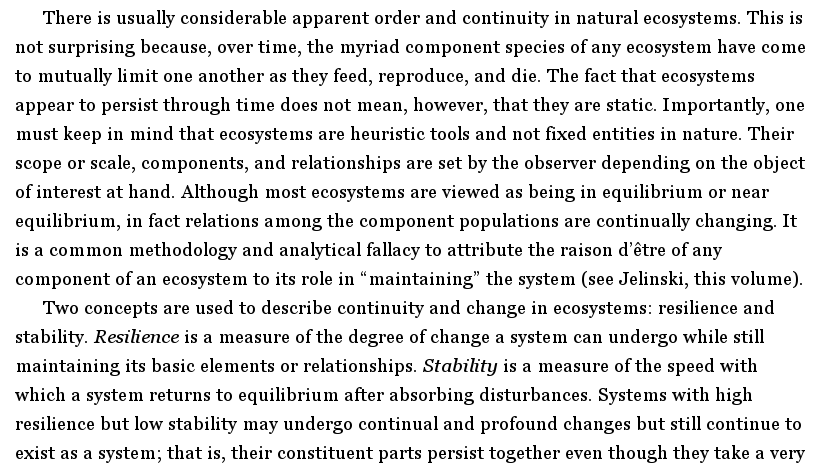 There is usually considerable apparent order and continuity in natural ecosystems. This is
not surprising because, over time, the myriad component species of any ecosystem have come
to mutually limit one another as they feed, reproduce, and die. The fact that ecosystems
appear to persist through time does not mean, however, that they are static. Importantly, one
must keep in mind that ecosystems are heuristic tools and not fixed entities in nature. Their
scope or scale, components, and relationships are set by the observer depending on the object
of interest at hand. Although most ecosystems are viewed as being in equilibrium or near
equilibrium, in fact relations among the component populations are continually changing. It
is a common methodology and analytical fallacy to attribute the raison d’être of any
component of an ecosystem to its role in “maintaining” the system (see Jelinski, this volume).
Two concepts are used to describe continuity and change in ecosystems: resilience and
stability. Resilience is a measure of the degree of change a system can undergo while still
maintaining its basic elements or relationships. Stability is a measure of the speed with
which a system returns to equilibrium after absorbing disturbances. Systems with high
resilience but low stability may undergo continual and profound changes but still continue to
exist as a system; that is, their constituent parts persist together even though they take a very